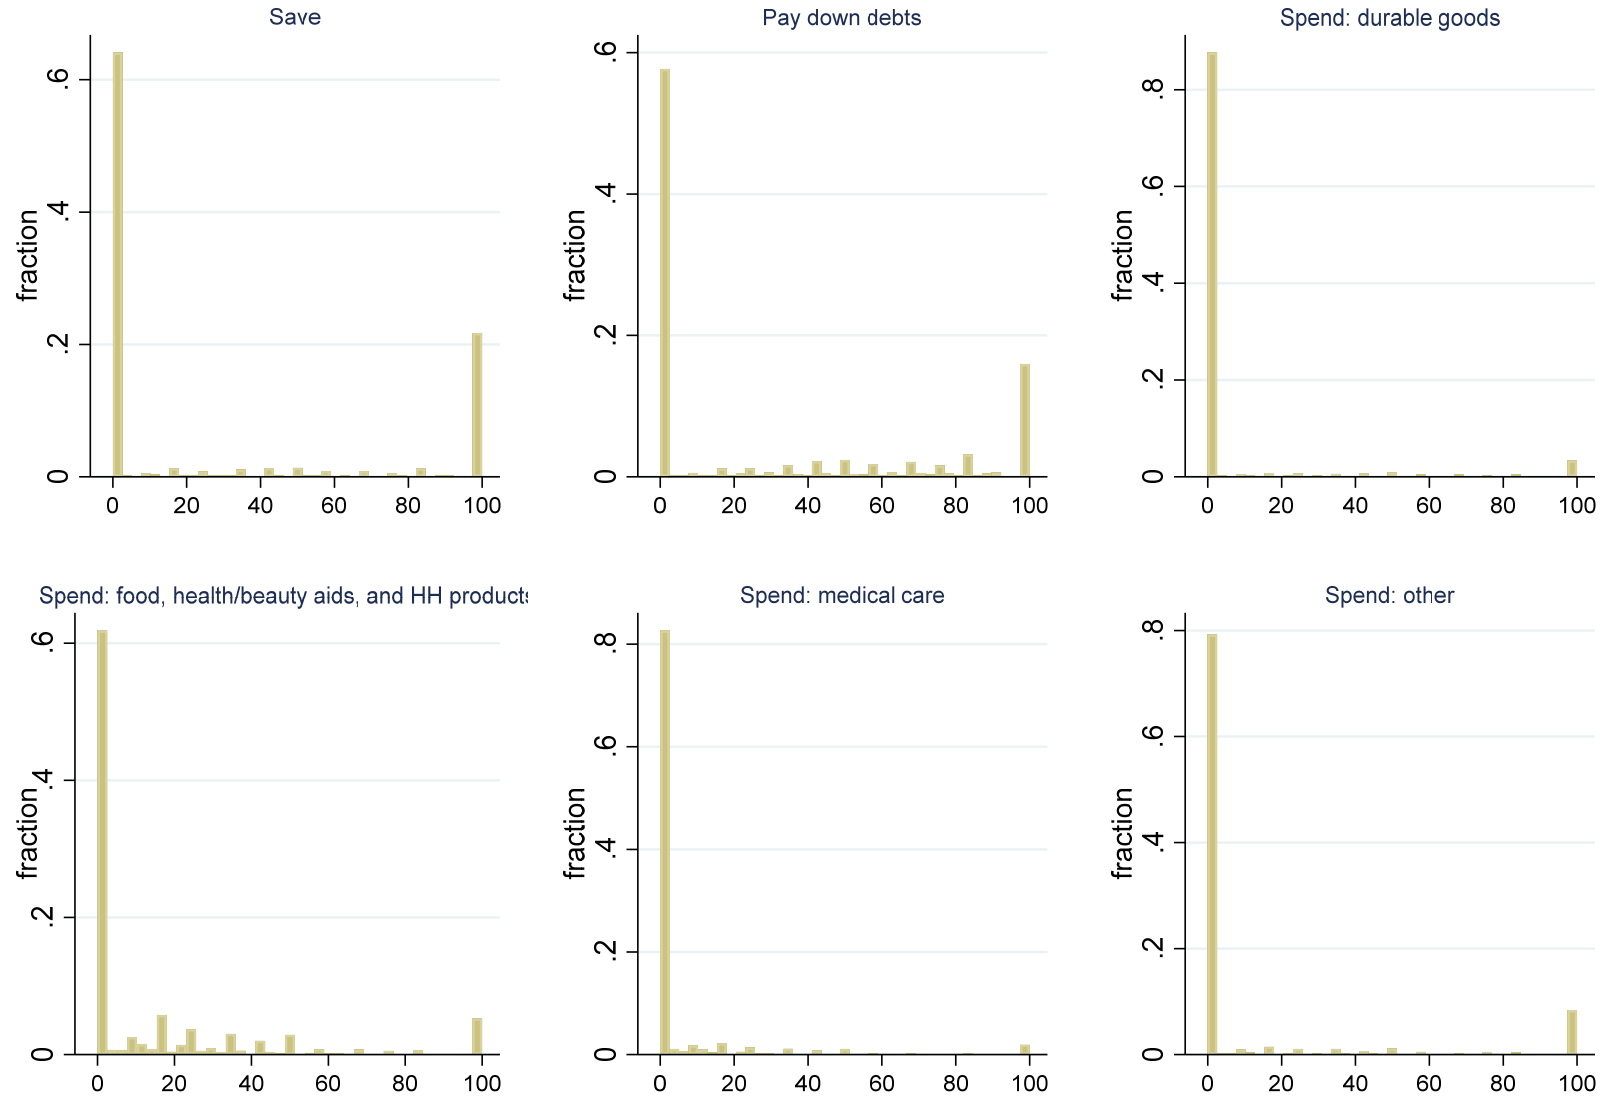 Save
Pay down debts
Spend: durable goods
fraction
0 .2 .4 .6
0 20 40 60 80 100
fraction
0 .2 .4 .6
0 20 40 60 80 100
fraction
0 .2 .4 .6 .8
0 20 40 60 80 100
Spend: food, health/beauty aids, and HH products
Spend: medical care
Spend: other
fraction
0 .2 .4 .6
0 20 40 60 80 100
fraction
0 .2 .4 .6 .8
0 20 40 60 80 100
fraction
0 .2 .4 .6 .8
0 20 40 60 80 100